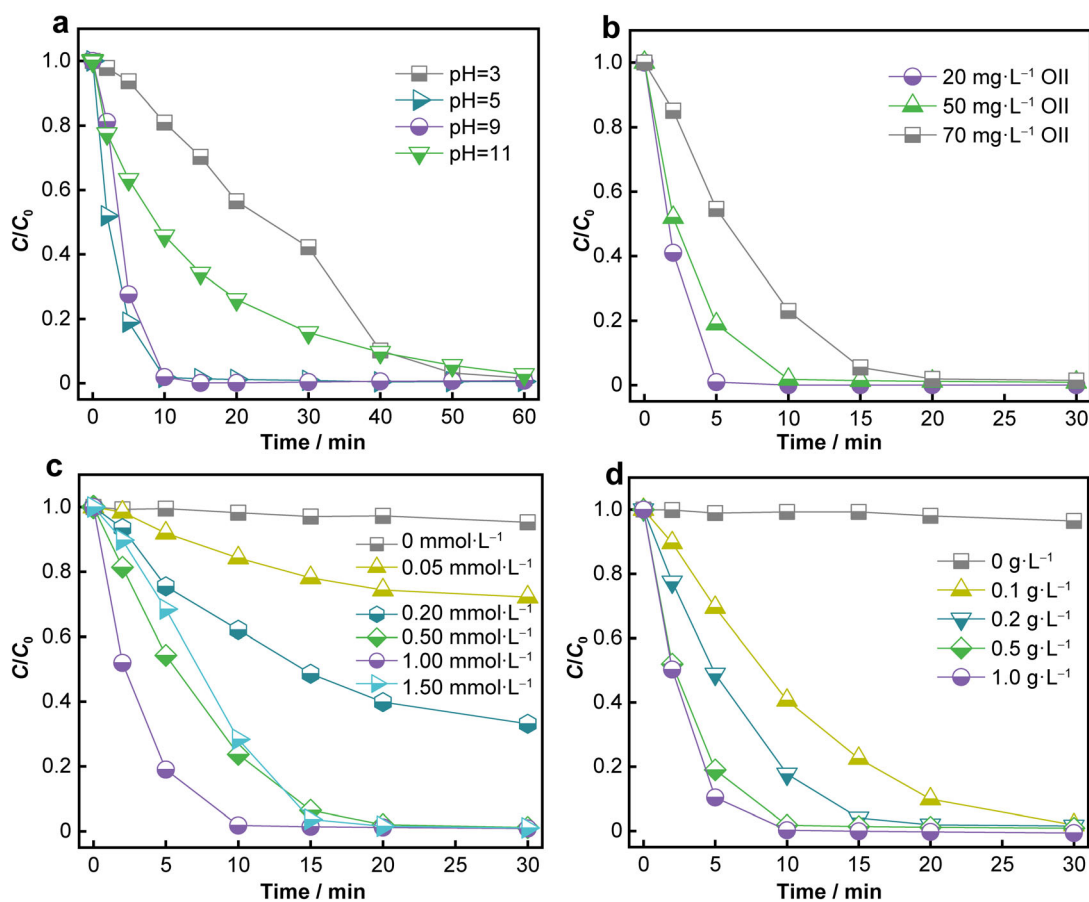 a
1.0
0.8
0.6
0.4
0.2
0
C/C₀
pH=3
pH=5
pH=9
pH=11
0 10 20 30 40 50 60
Time / min
b
1.0
0.8
0.6
0.4
0.2
0
C/C₀
20 mg·L⁻¹ OII
50 mg·L⁻¹ OII
70 mg·L⁻¹ OII
0 5 10 15 20 25 30
Time / min
c
1.0
0.8
0.6
0.4
0.2
0
C/C₀
0 mmol·L⁻¹
0.05 mmol·L⁻¹
0.20 mmol·L⁻¹
0.50 mmol·L⁻¹
1.00 mmol·L⁻¹
1.50 mmol·L⁻¹
0 5 10 15 20 25 30
Time / min
d
1.0
0.8
0.6
0.4
0.2
0
C/C₀
0 g·L⁻¹
0.1 g·L⁻¹
0.2 g·L⁻¹
0.5 g·L⁻¹
1.0 g·L⁻¹
0 5 10 15 20 25 30
Time / min